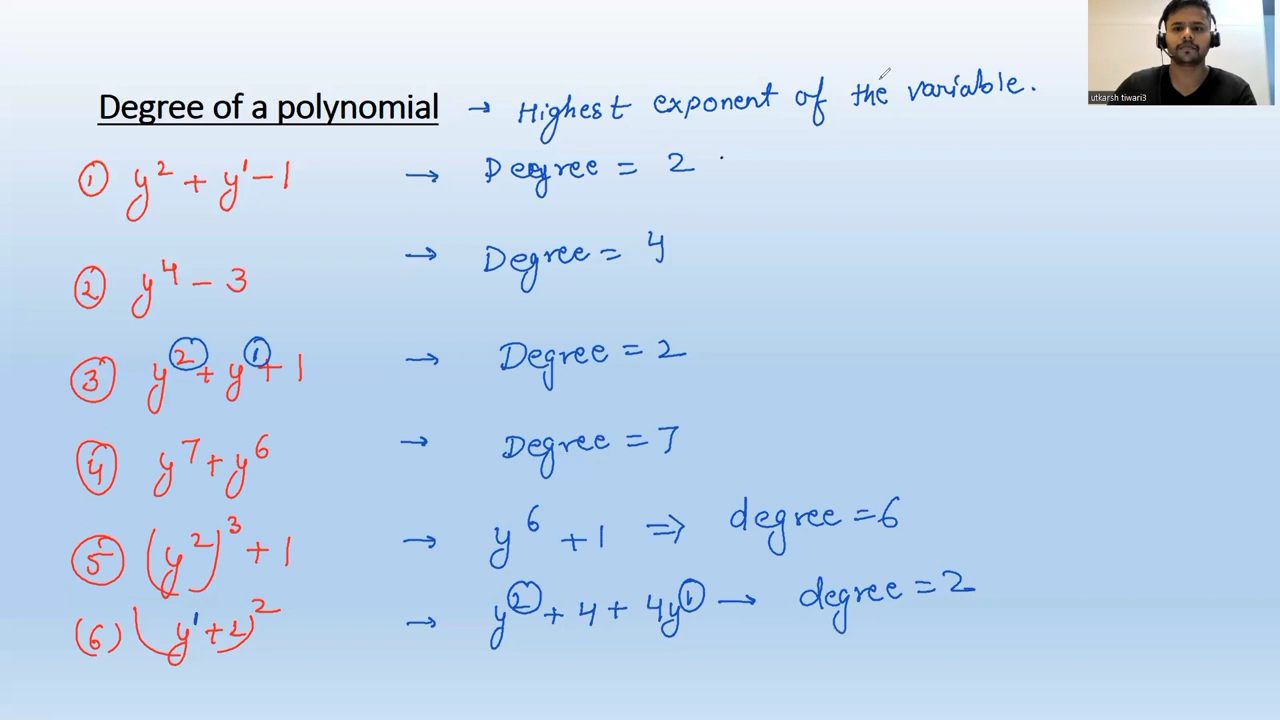 utkarsh tiwari3
Degree of a polynomial → Highest exponent of the variable.
① y² + y¹ - 1 → Degree = 2
② y⁴ - 3 → Degree = 4
③ y² + y¹ + 1 → Degree = 2
④ y⁷ + y⁶ → Degree = 7
⑤ (y²)³ + 1 → y⁶ + 1 ⇒ degree = 6
(6) (y¹ + 2)² → y² + 4 + 4y¹ → degree = 2